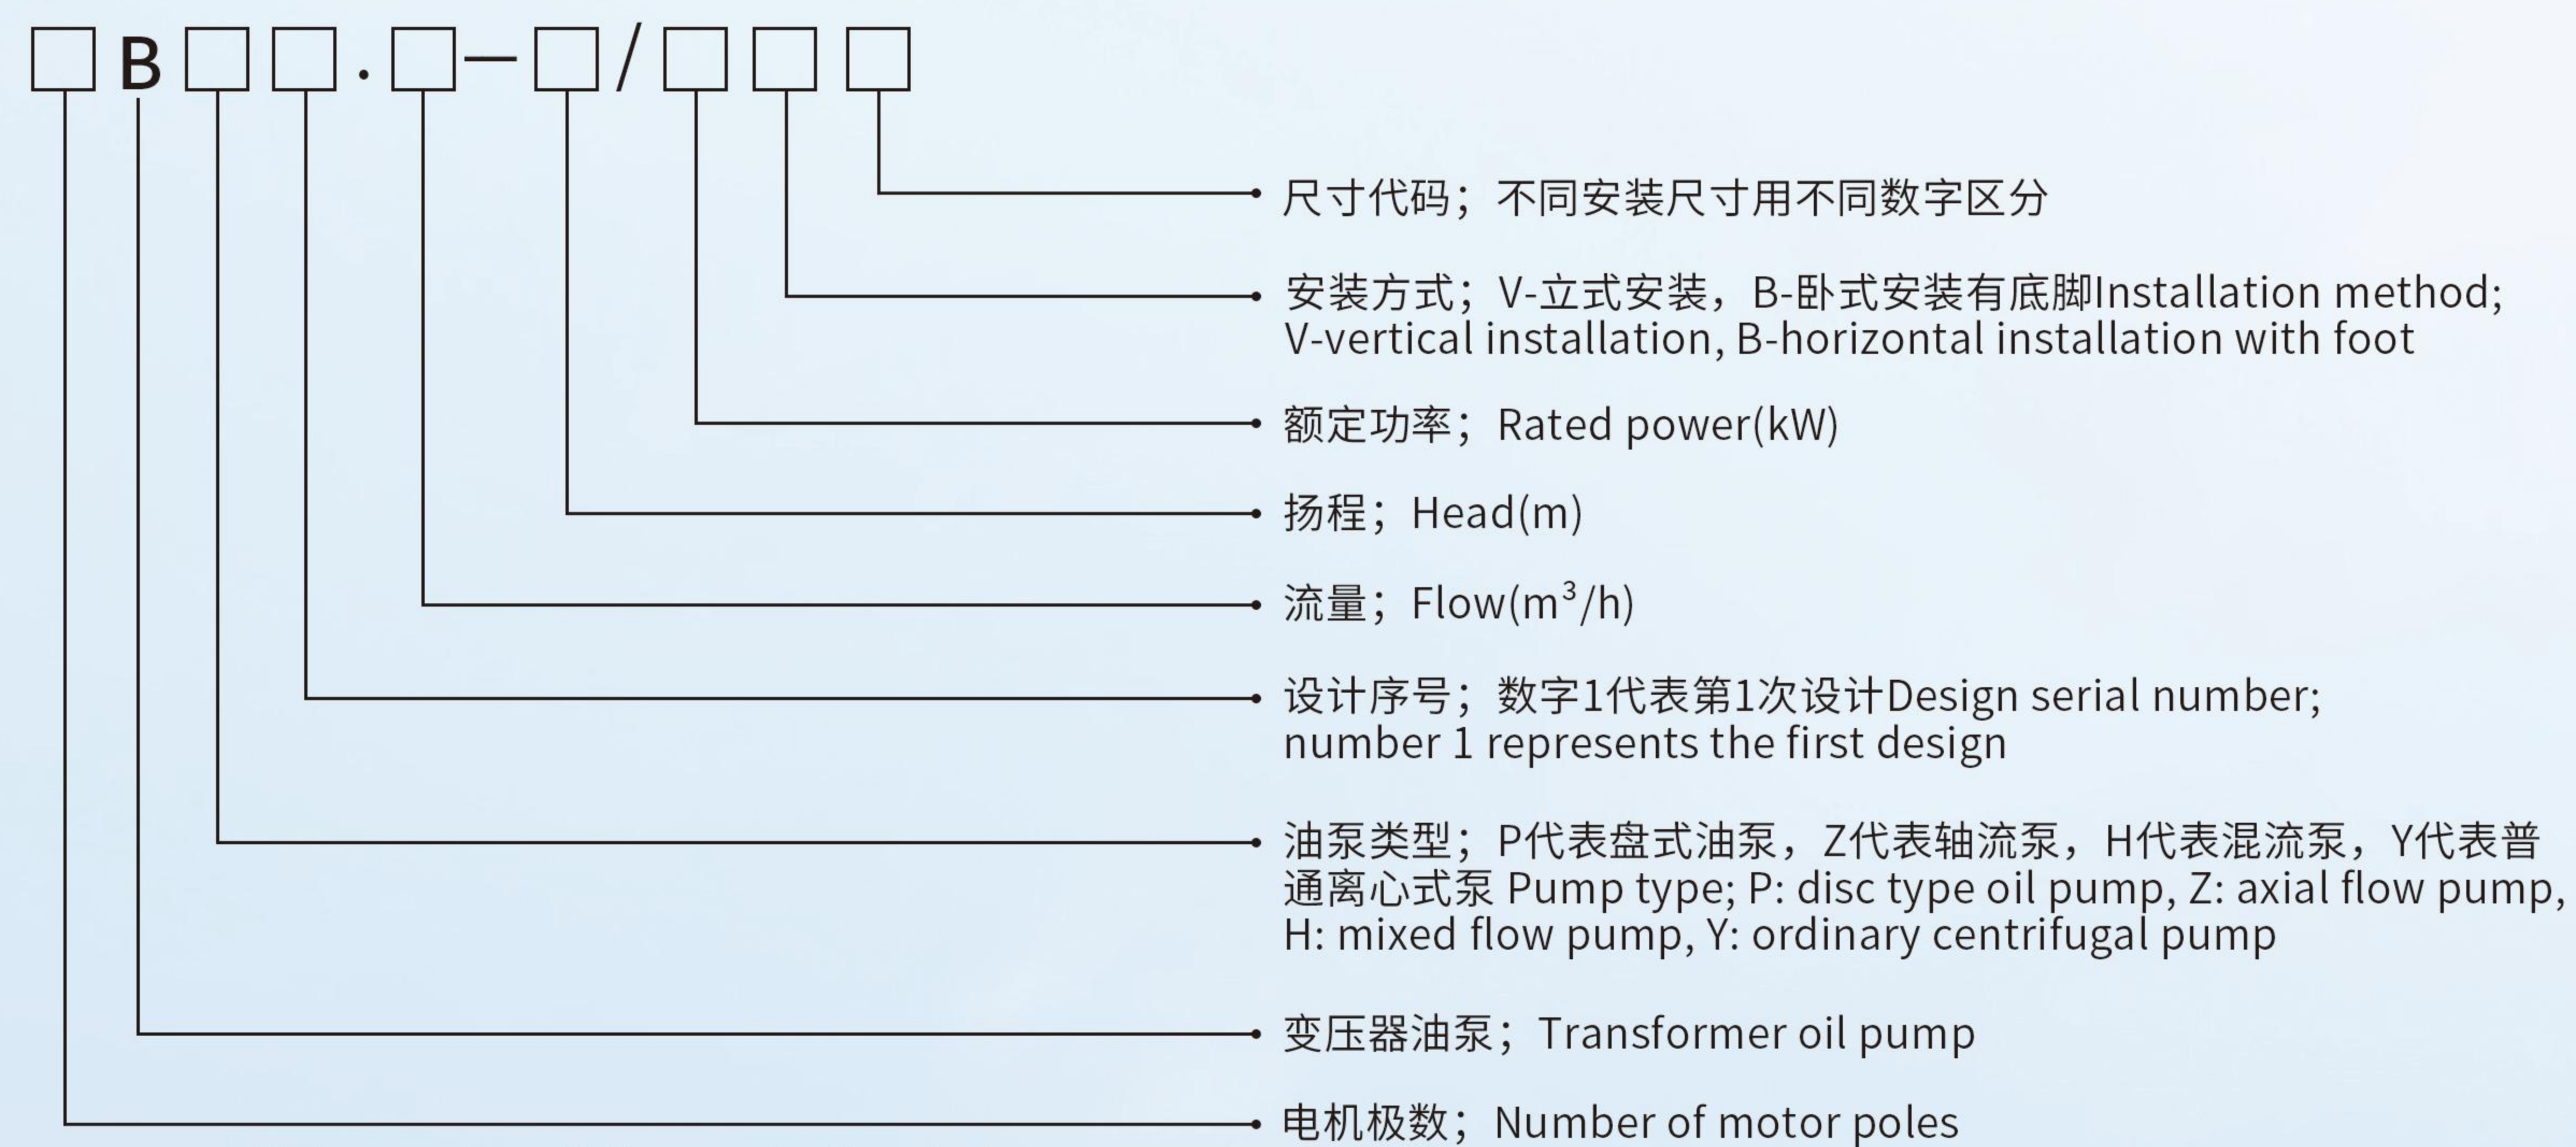 □B□□.□—□/□□□
尺寸代码；不同安装尺寸用不同数字区分
安装方式；V-立式安装，B-卧式安装有底脚Installation method;
V-vertical installation, B-horizontal installation with foot
额定功率；Rated power(kW)
扬程；Head(m)
流量；Flow(m³/h)
设计序号；数字1代表第1次设计Design serial number;
number 1 represents the first design
油泵类型；P代表盘式油泵，Z代表轴流泵，H代表混流泵，Y代表普
通离心式泵 Pump type; P: disc type oil pump, Z: axial flow pump,
H: mixed flow pump, Y: ordinary centrifugal pump
变压器油泵；Transformer oil pump
电机极数；Number of motor poles